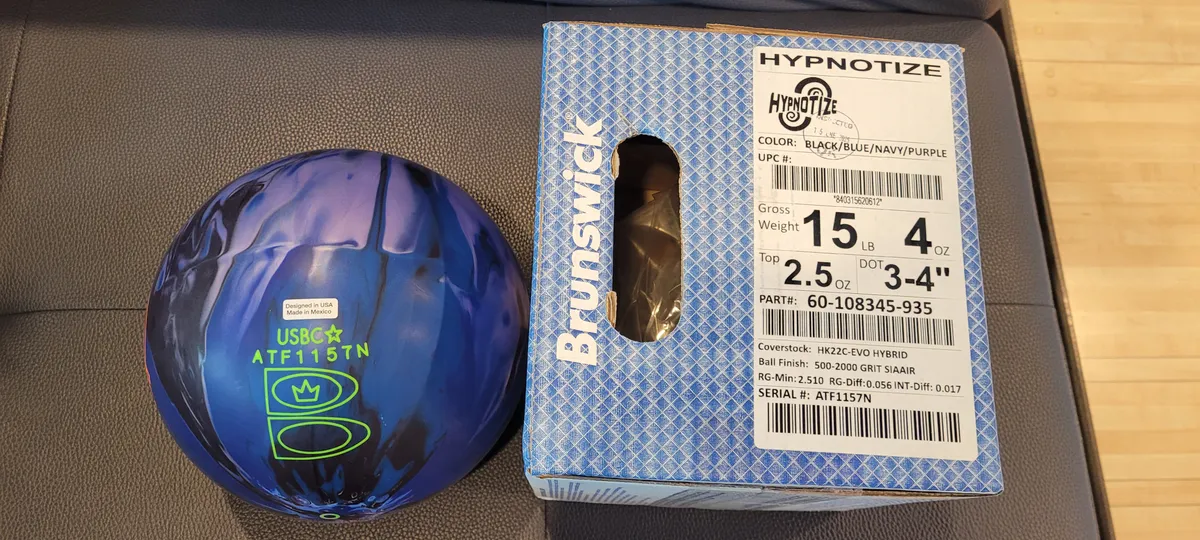 Designed in USA
Made in Mexico
USBC
ATF1157N
Brunswick®
HYPNOTIZE
HYPNOTIZE
COLOR: BLACK/BLUE/NAVY/PURPLE
UPC #:
*840315620612*
Gross Weight 15 LB 4 OZ
Top 2.5 OZ DOT 3-4"
PART#: 60-108345-935
Coverstock: HK22C-EVO HYBRID
Ball Finish: 500-2000 GRIT SIAAIR
RG-Min: 2.510 RG-Diff: 0.056 INT-Diff: 0.017
SERIAL #: ATF1157N